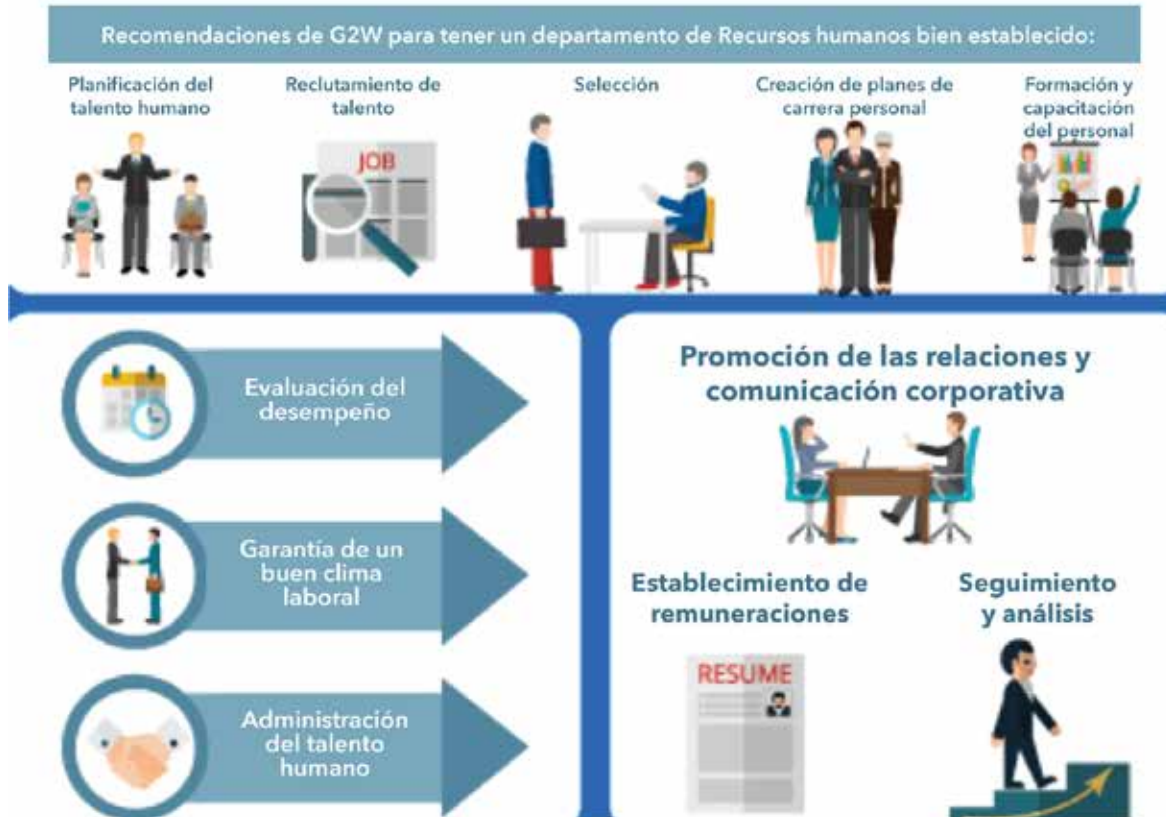 Recomendaciones de G2W para tener un departamento de Recursos humanos bien establecido:
Planificación del
talento humano
Reclutamiento de
talento
Selección
Creación de planes de
carrera personal
Formación y
capacitación
del personal
JOB
Evaluación del
desempeño
Garantía de un
buen clima
laboral
Administración
del talento
humano
Promoción de las relaciones y
comunicación corporativa
Establecimiento de
remuneraciones
Seguimiento
y análisis
RESUME